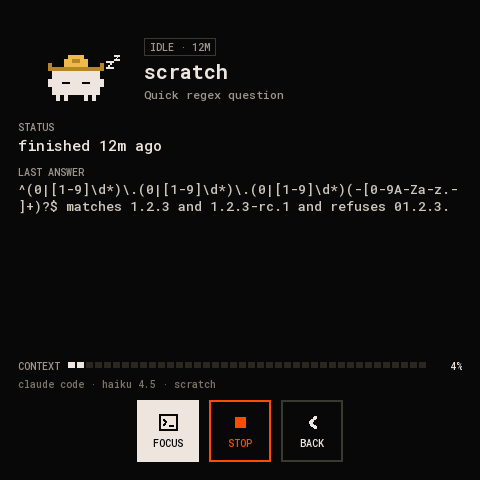 IDLE · 12M
scratch
Quick regex question
STATUS
finished 12m ago
LAST ANSWER
^(0|[1-9]\d*)\.(0|[1-9]\d*)\.(0|[1-9]\d*)(-[0-9A-Za-z.-
]+)?$ matches 1.2.3 and 1.2.3-rc.1 and refuses 01.2.3.
CONTEXT 4%
claude code · haiku 4.5 · scratch
FOCUS STOP BACK